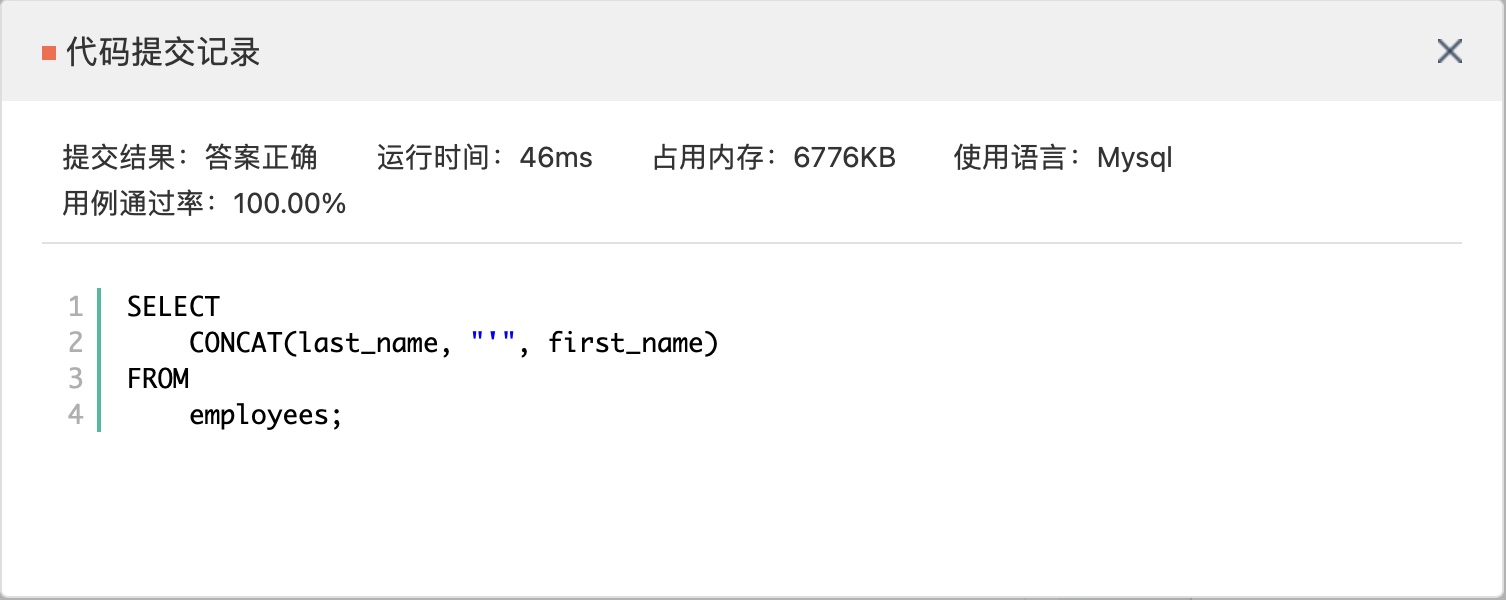 代码提交记录
提交结果：答案正确 运行时间：46ms 占用内存：6776KB 使用语言：Mysql
用例通过率：100.00%
1 SELECT
2     CONCAT(last_name, "'", first_name)
3 FROM
4     employees;